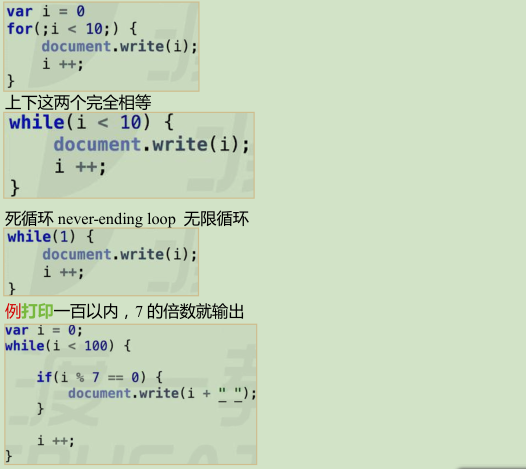 var i = 0
for(;i < 10;) {
    document.write(i);
    i ++;
}
上下这两个完全相等
while(i < 10) {
    document.write(i);
    i ++;
}
死循环 never-ending loop 无限循环
while(1) {
    document.write(i);
    i ++;
}
例打印一百以内，7 的倍数就输出
var i = 0;
while(i < 100) {
    if(i % 7 == 0) {
        document.write(i + " ");
    }
    i ++;
}